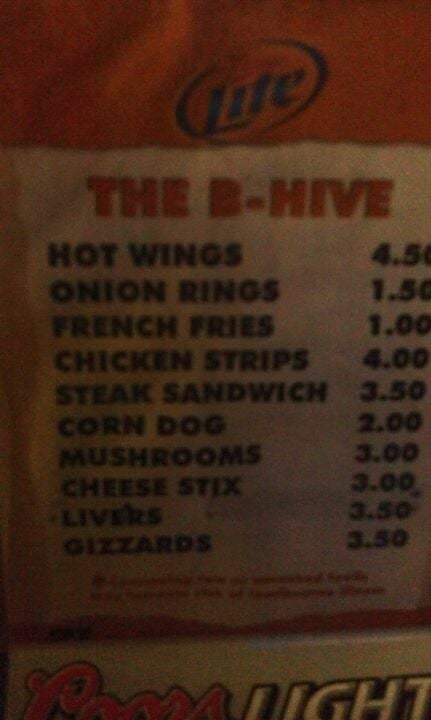 Lite
THE B-HIVE
HOT WINGS 4.50
ONION RINGS 1.50
FRENCH FRIES 1.00
CHICKEN STRIPS 4.00
STEAK SANDWICH 3.50
CORN DOG 2.00
MUSHROOMS 3.00
CHEESE STIX 3.00
LIVERS 3.50
GIZZARDS 3.50
Coors LIGHT